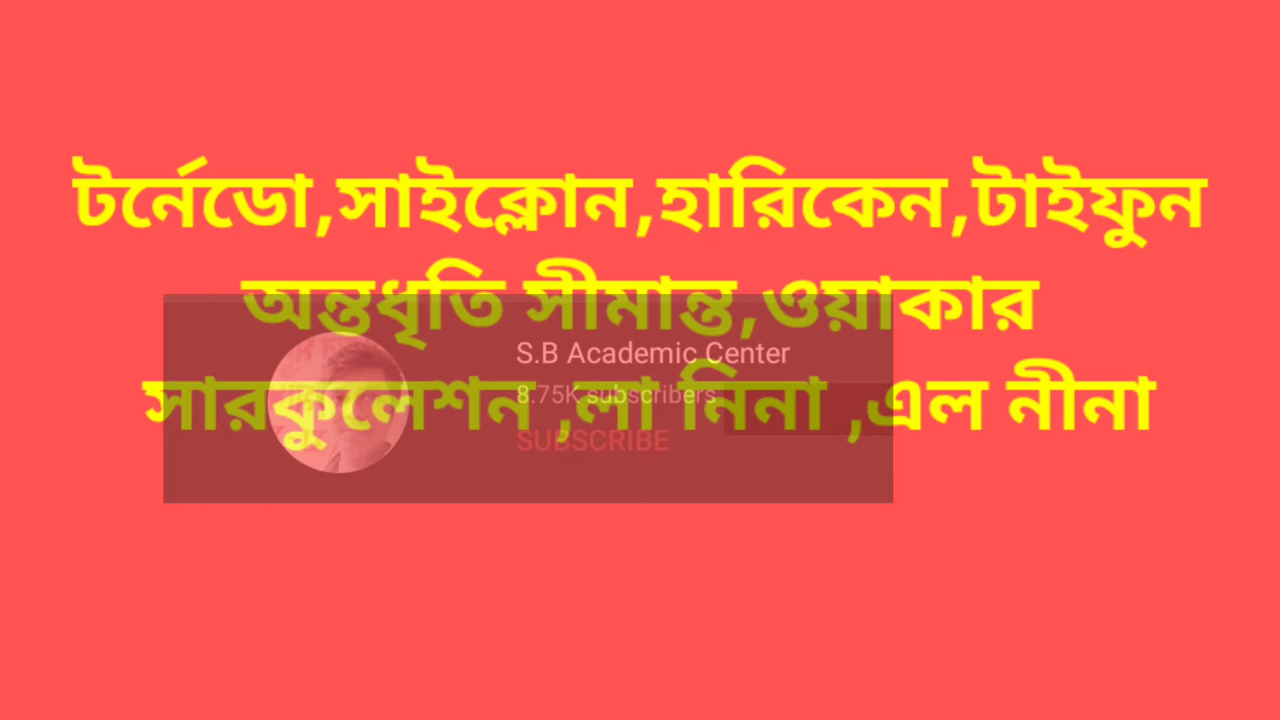 টর্নেডো,সাইক্লোন,হারিকেন,টাইফুন
অন্তধৃতি সীমান্ত,ওয়াকার
সারকুলেশন ,লা নিনা ,এল নীনা
S.B Academic Center
8.75K subscribers
SUBSCRIBE